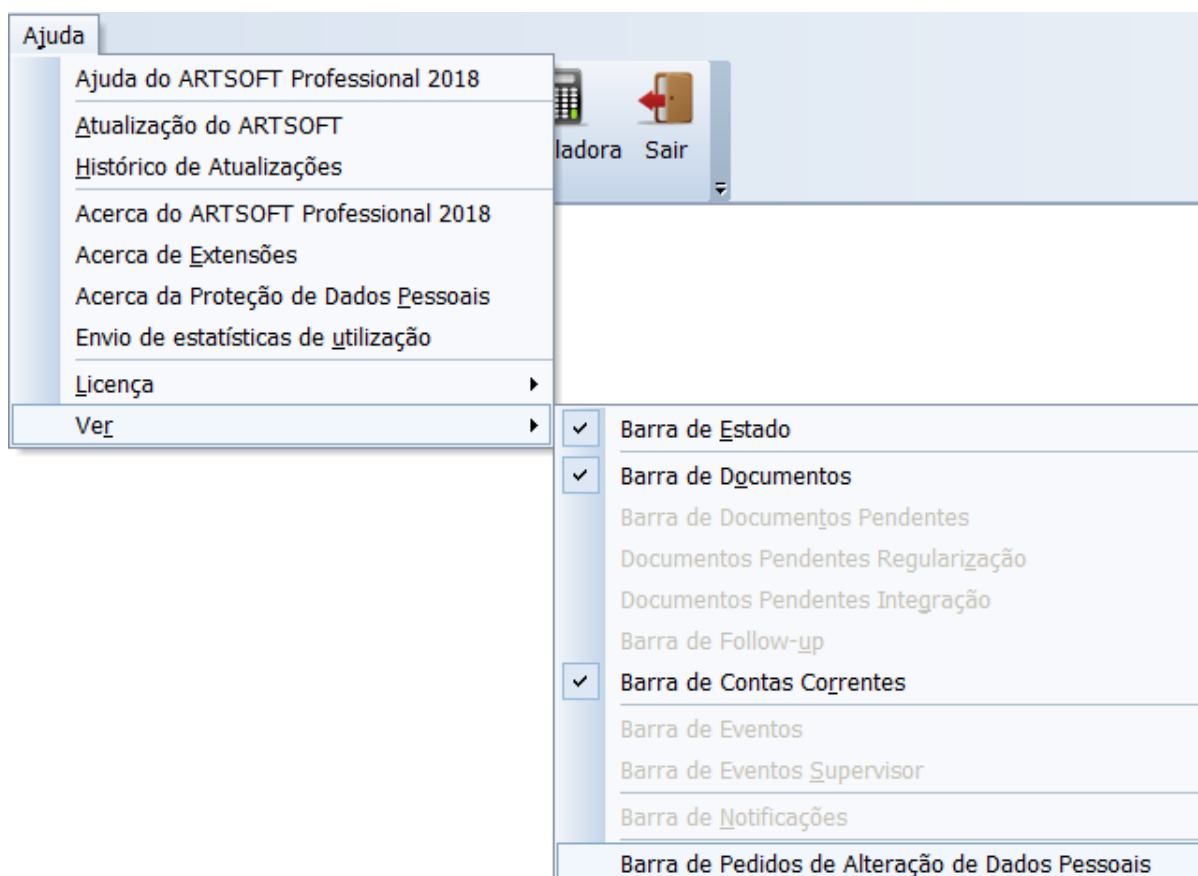 Ajuda
Ajuda do ARTSOFT Professional 2018
Atualização do ARTSOFT
Histórico de Atualizações
Acerca do ARTSOFT Professional 2018
Acerca de Extensões
Acerca da Proteção de Dados Pessoais
Envio de estatísticas de utilização
Licença
Ver
ladora Sair
Barra de Estado
Barra de Documentos
Barra de Documentos Pendentes
Documentos Pendentes Regularização
Documentos Pendentes Integração
Barra de Follow-up
Barra de Contas Correntes
Barra de Eventos
Barra de Eventos Supervisor
Barra de Notificações
Barra de Pedidos de Alteração de Dados Pessoais